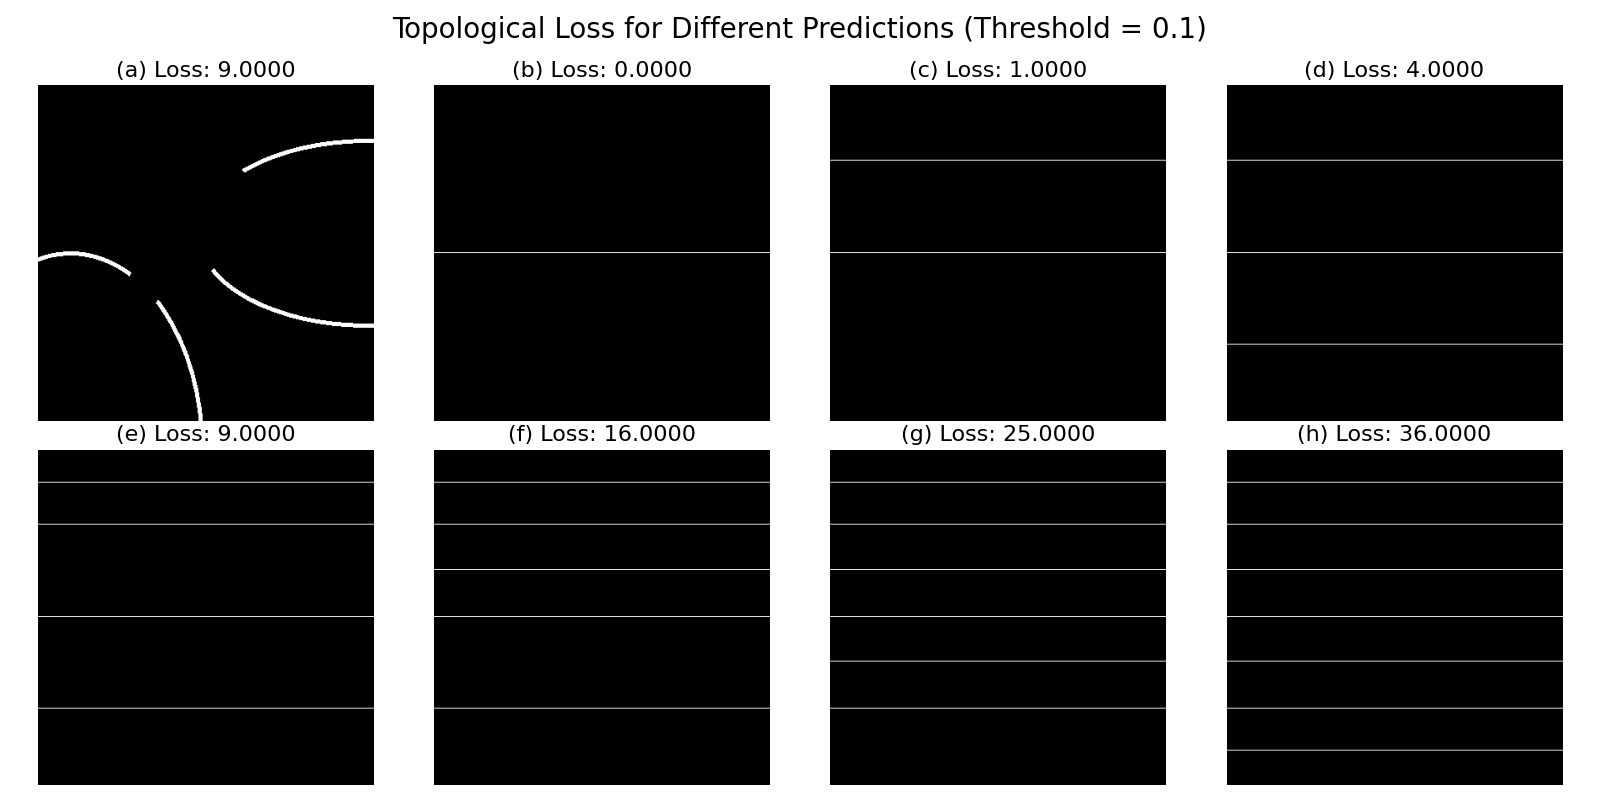 Topological Loss for Different Predictions (Threshold = 0.1)
(a) Loss: 9.0000
(b) Loss: 0.0000
(c) Loss: 1.0000
(d) Loss: 4.0000
(e) Loss: 9.0000
(f) Loss: 16.0000
(g) Loss: 25.0000
(h) Loss: 36.0000